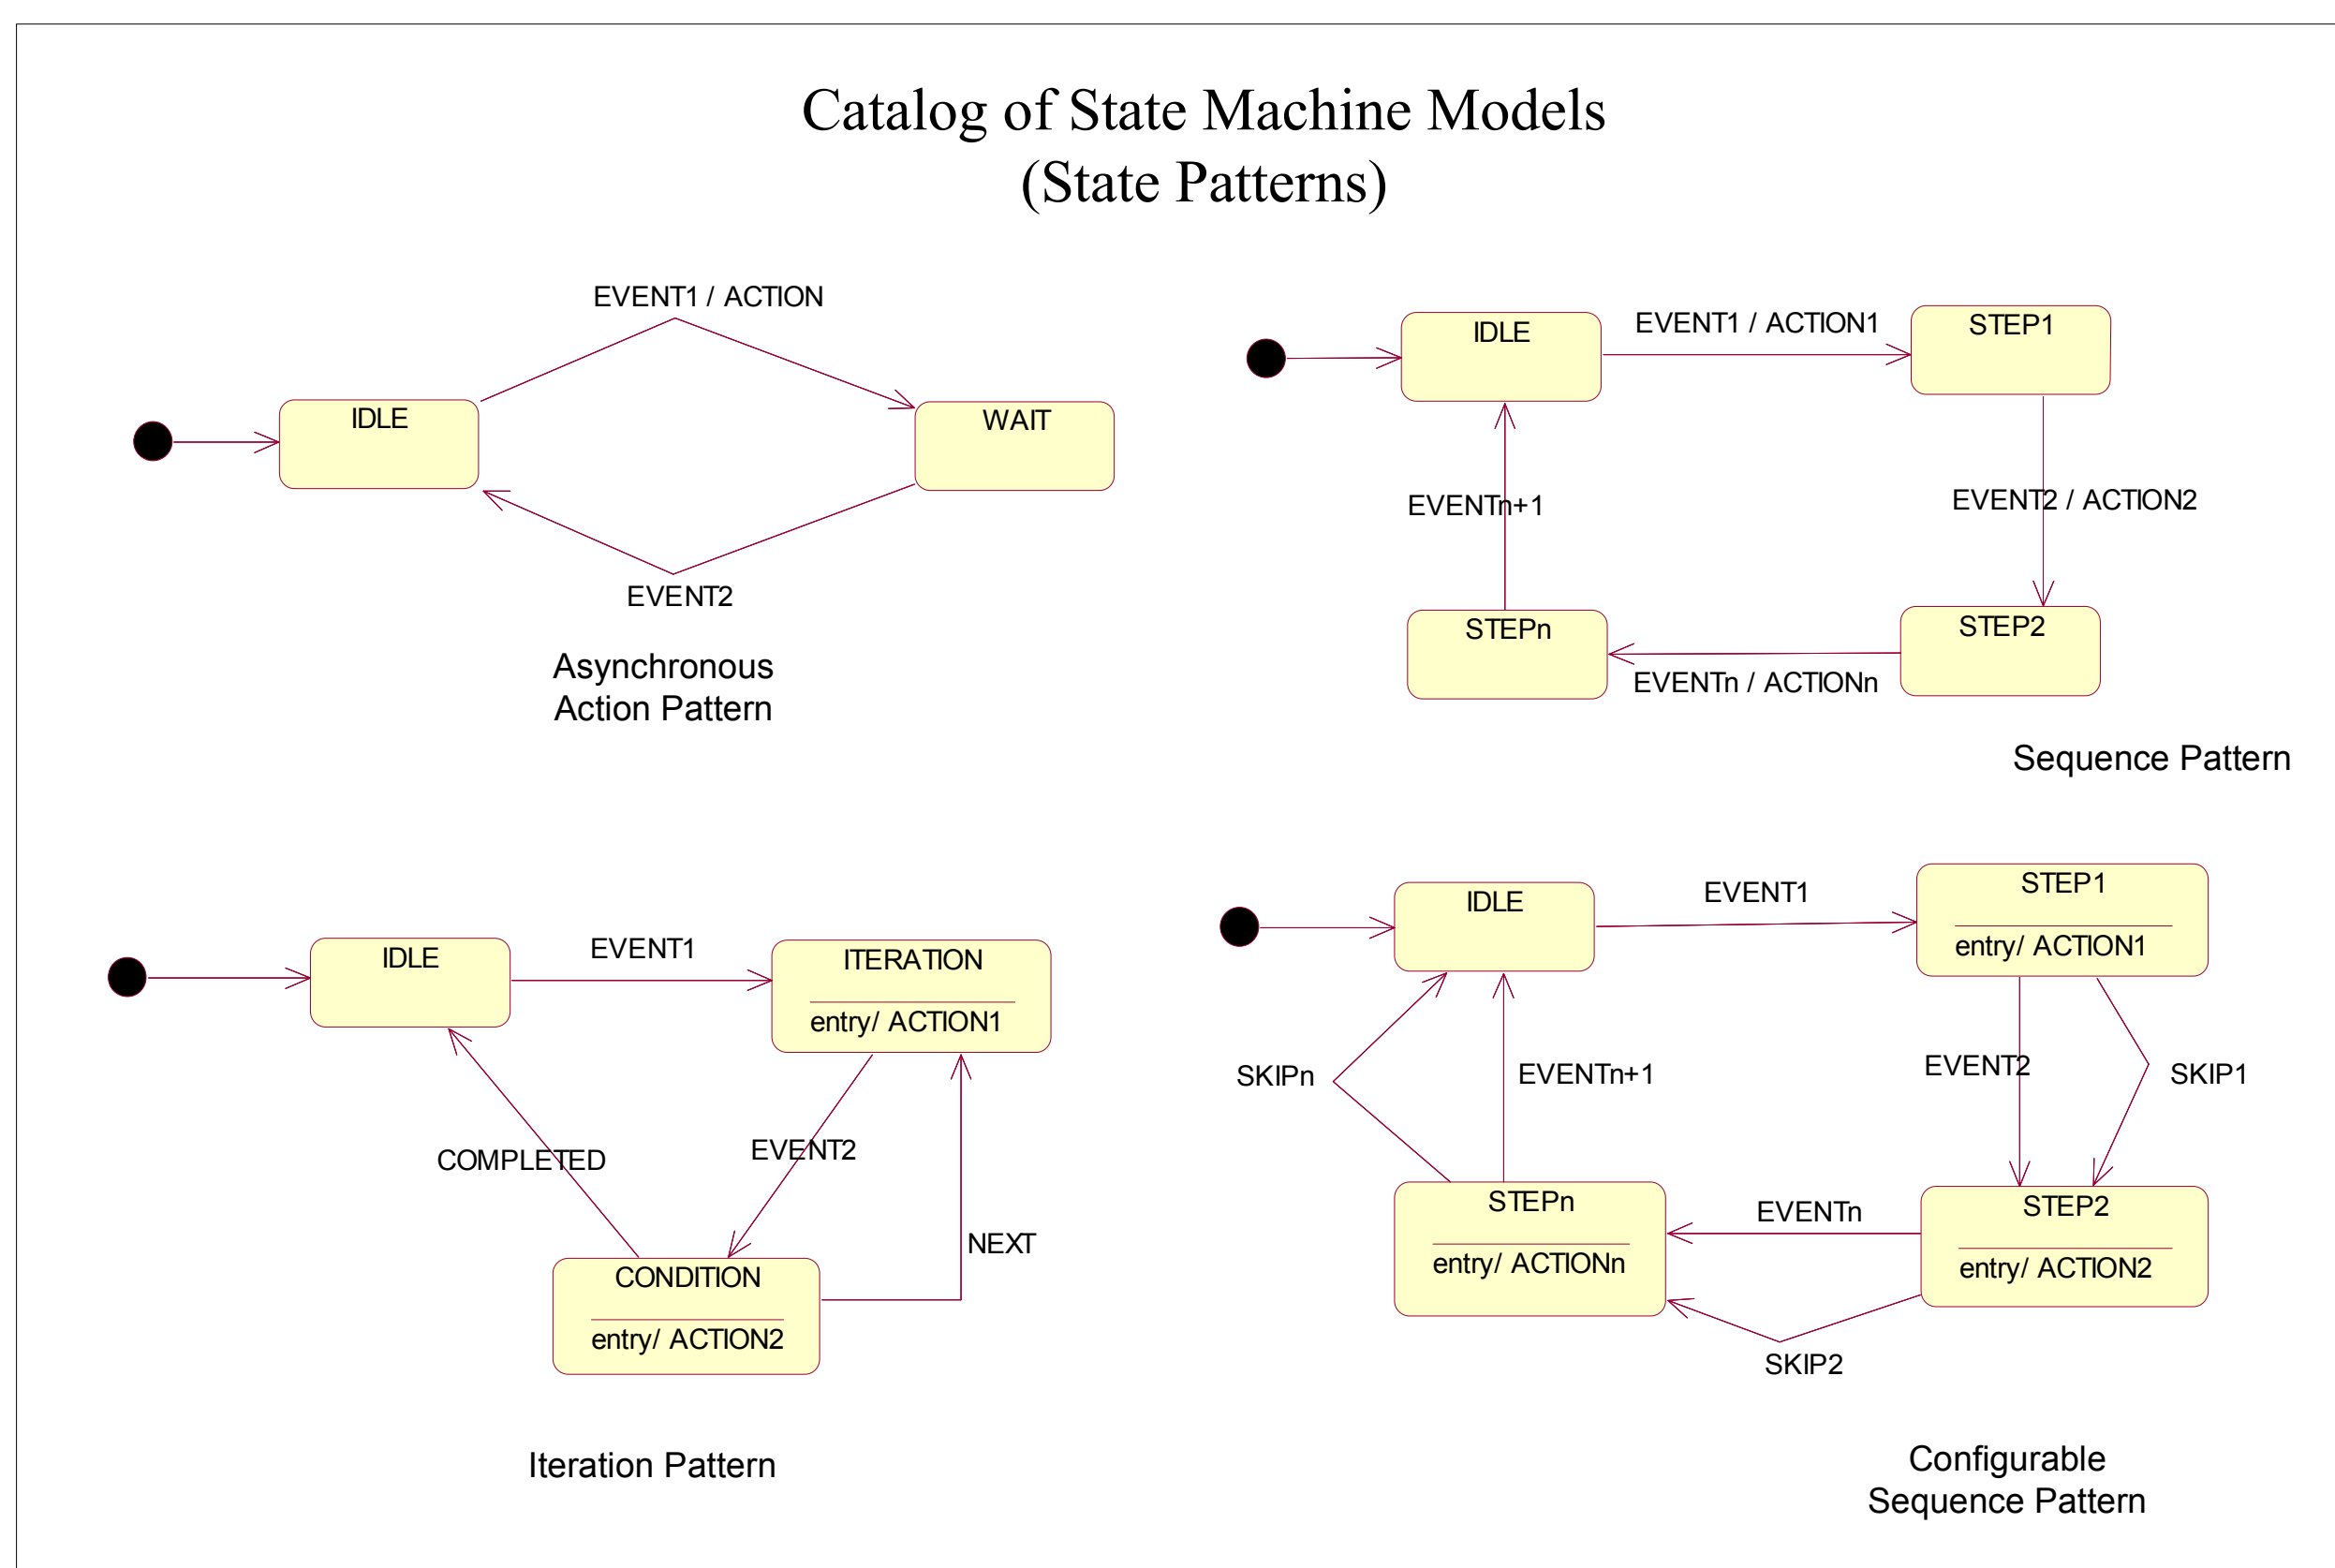 Catalog of State Machine Models
(State Patterns)
EVENT1 / ACTION
IDLE
WAIT
EVENT2
Asynchronous
Action Pattern
IDLE
EVENT1 / ACTION1
STEP1
EVENTn+1
EVENT2 / ACTION2
STEPn
STEP2
EVENTn / ACTIONn
Sequence Pattern
IDLE
EVENT1
ITERATION
entry/ ACTION1
COMPLETED
EVENT2
NEXT
CONDITION
entry/ ACTION2
Iteration Pattern
IDLE
EVENT1
STEP1
entry/ ACTION1
SKIPn
EVENTn+1
EVENT2
SKIP1
STEPn
entry/ ACTIONn
EVENTn
STEP2
entry/ ACTION2
SKIP2
Configurable
Sequence Pattern